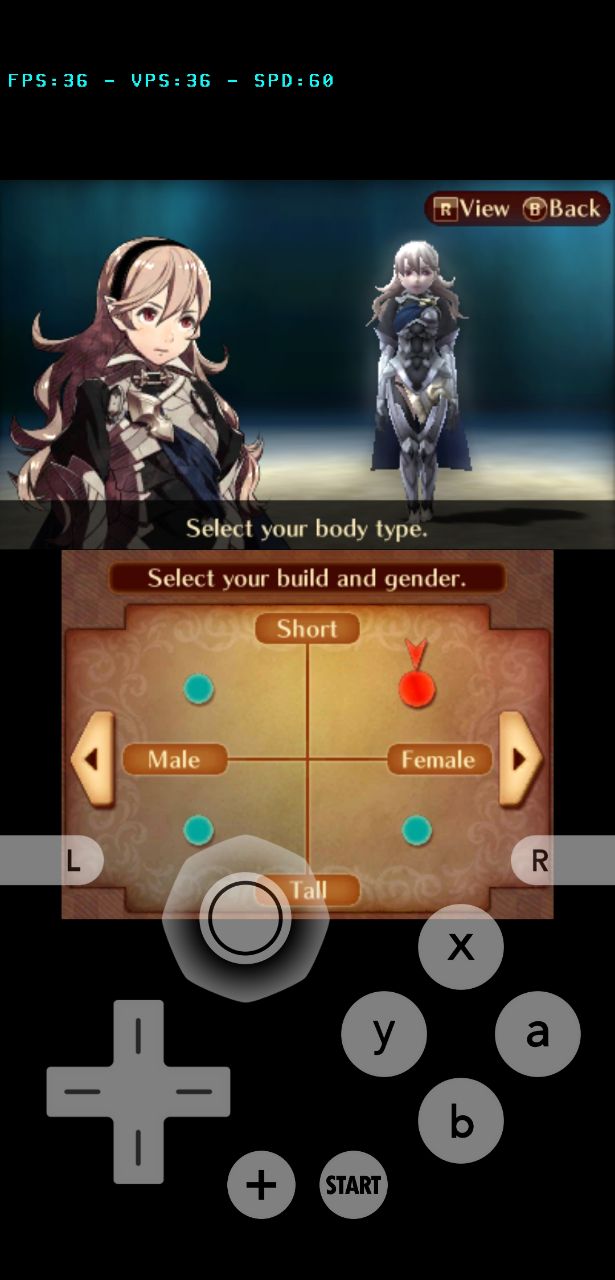 FPS:36 - VPS:36 - SPD:60
R View B Back
Select your body type.
Select your build and gender.
Short
Male
Female
L
R
Tall
x
y
a
b
+
START